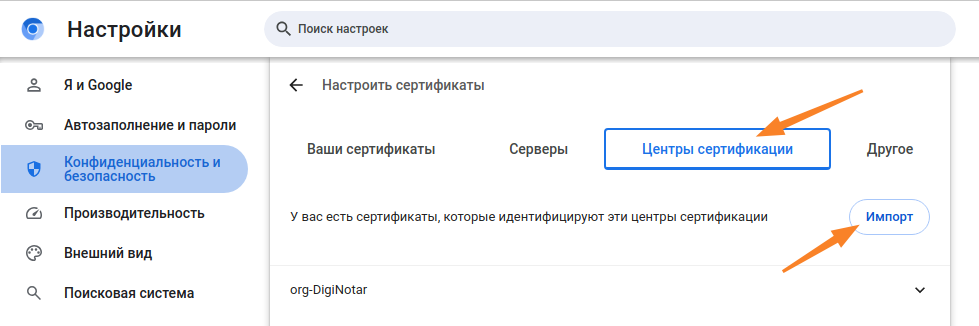 Настройки
Поиск настроек
Я и Google
Автозаполнение и пароли
Конфиденциальность и
безопасность
Производительность
Внешний вид
Поисковая система
Настроить сертификаты
Ваши сертификаты
Серверы
Центры сертификации
Другое
У вас есть сертификаты, которые идентифицируют эти центры сертификации
Импорт
org-DigiNotar